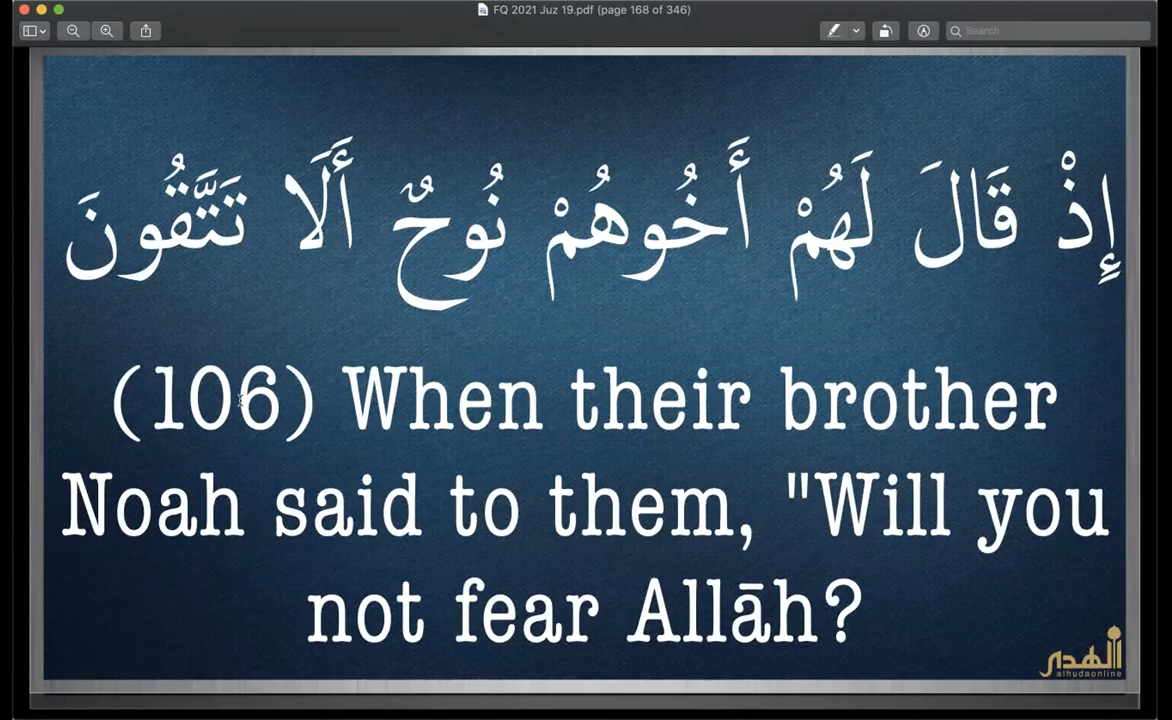 FQ 2021 Juz 19.pdf (page 168 of 346)
Search
إِذْ قَالَ لَهُمْ أَخُوهُمْ نُوحٌ أَلَا تَتَّقُونَ
(106) When their brother
Noah said to them, "Will you
not fear Allāh?
الهدى
alhudaonline